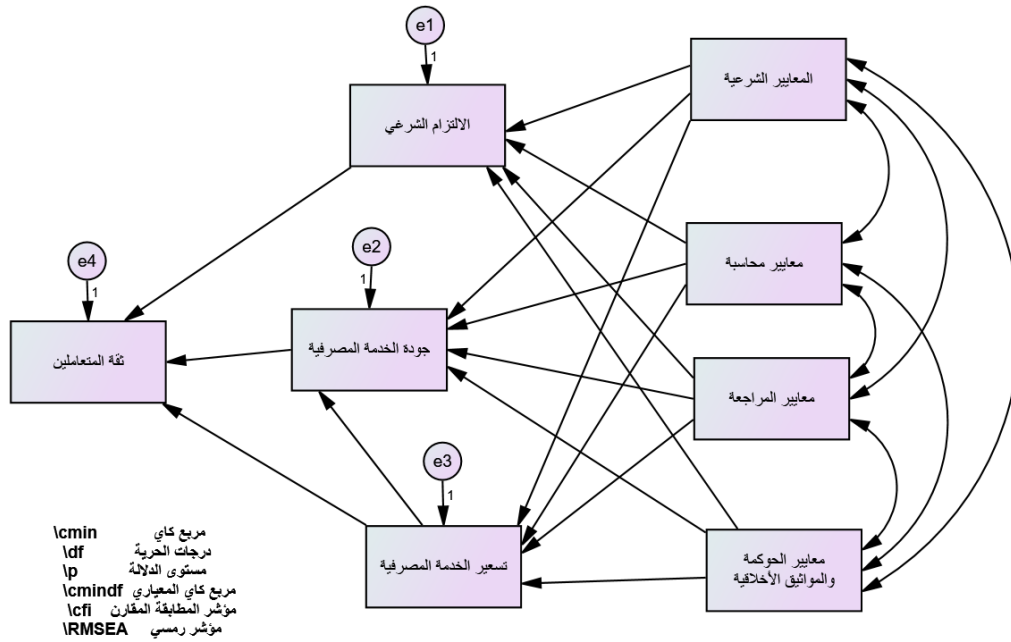 e1
1
المعايير الشرعية
الالتزام الشرعي
e2
1
معايير محاسبة
e4
1
جودة الخدمة المصرفية
ثقة المتعاملين
معايير المراجعة
e3
1
معايير الحوكمة
والمواثيق الأخلاقية
تسعير الخدمة المصرفية
مربع كاي \cmin
درجات الحرية \df
مستوى الدلالة \p
مربع كاي المعياري \cmindf
مؤشر المطابقة المقارن \cfi
مؤشر رمسي \RMSEA